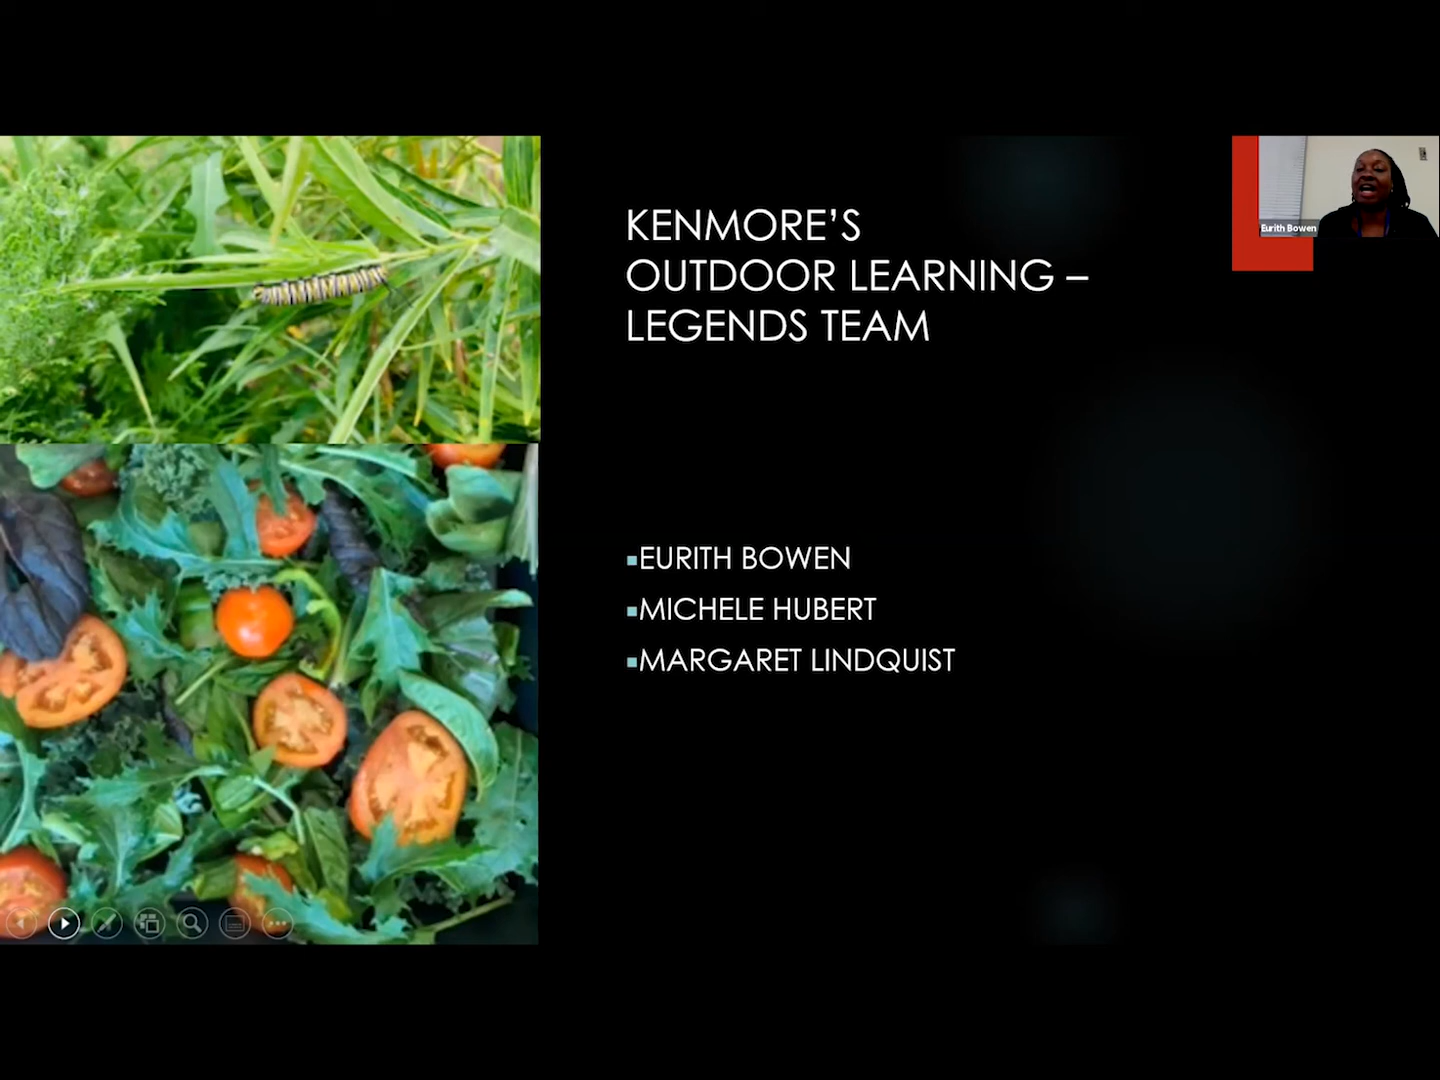 KENMORE’S
OUTDOOR LEARNING –
LEGENDS TEAM
Eurith Bowen
▪EURITH BOWEN
▪MICHELE HUBERT
▪MARGARET LINDQUIST